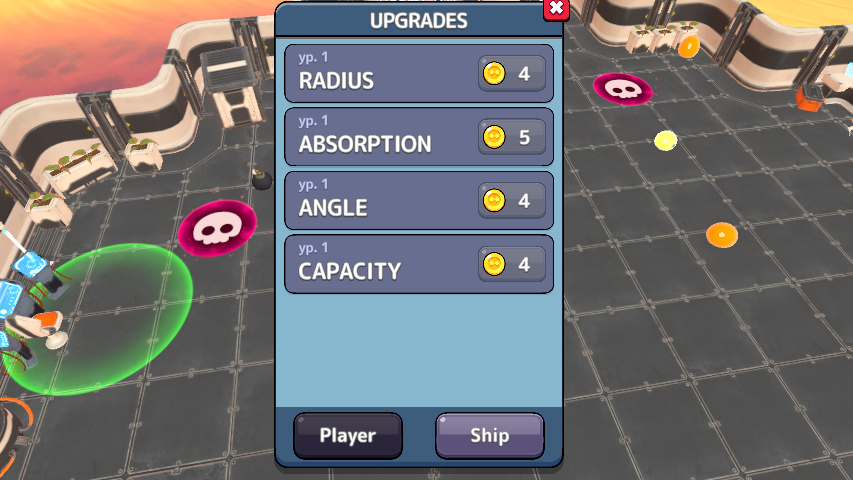 UPGRADES
ур. 1
RADIUS
4
ур. 1
ABSORPTION
5
ур. 1
ANGLE
4
ур. 1
CAPACITY
4
Player
Ship